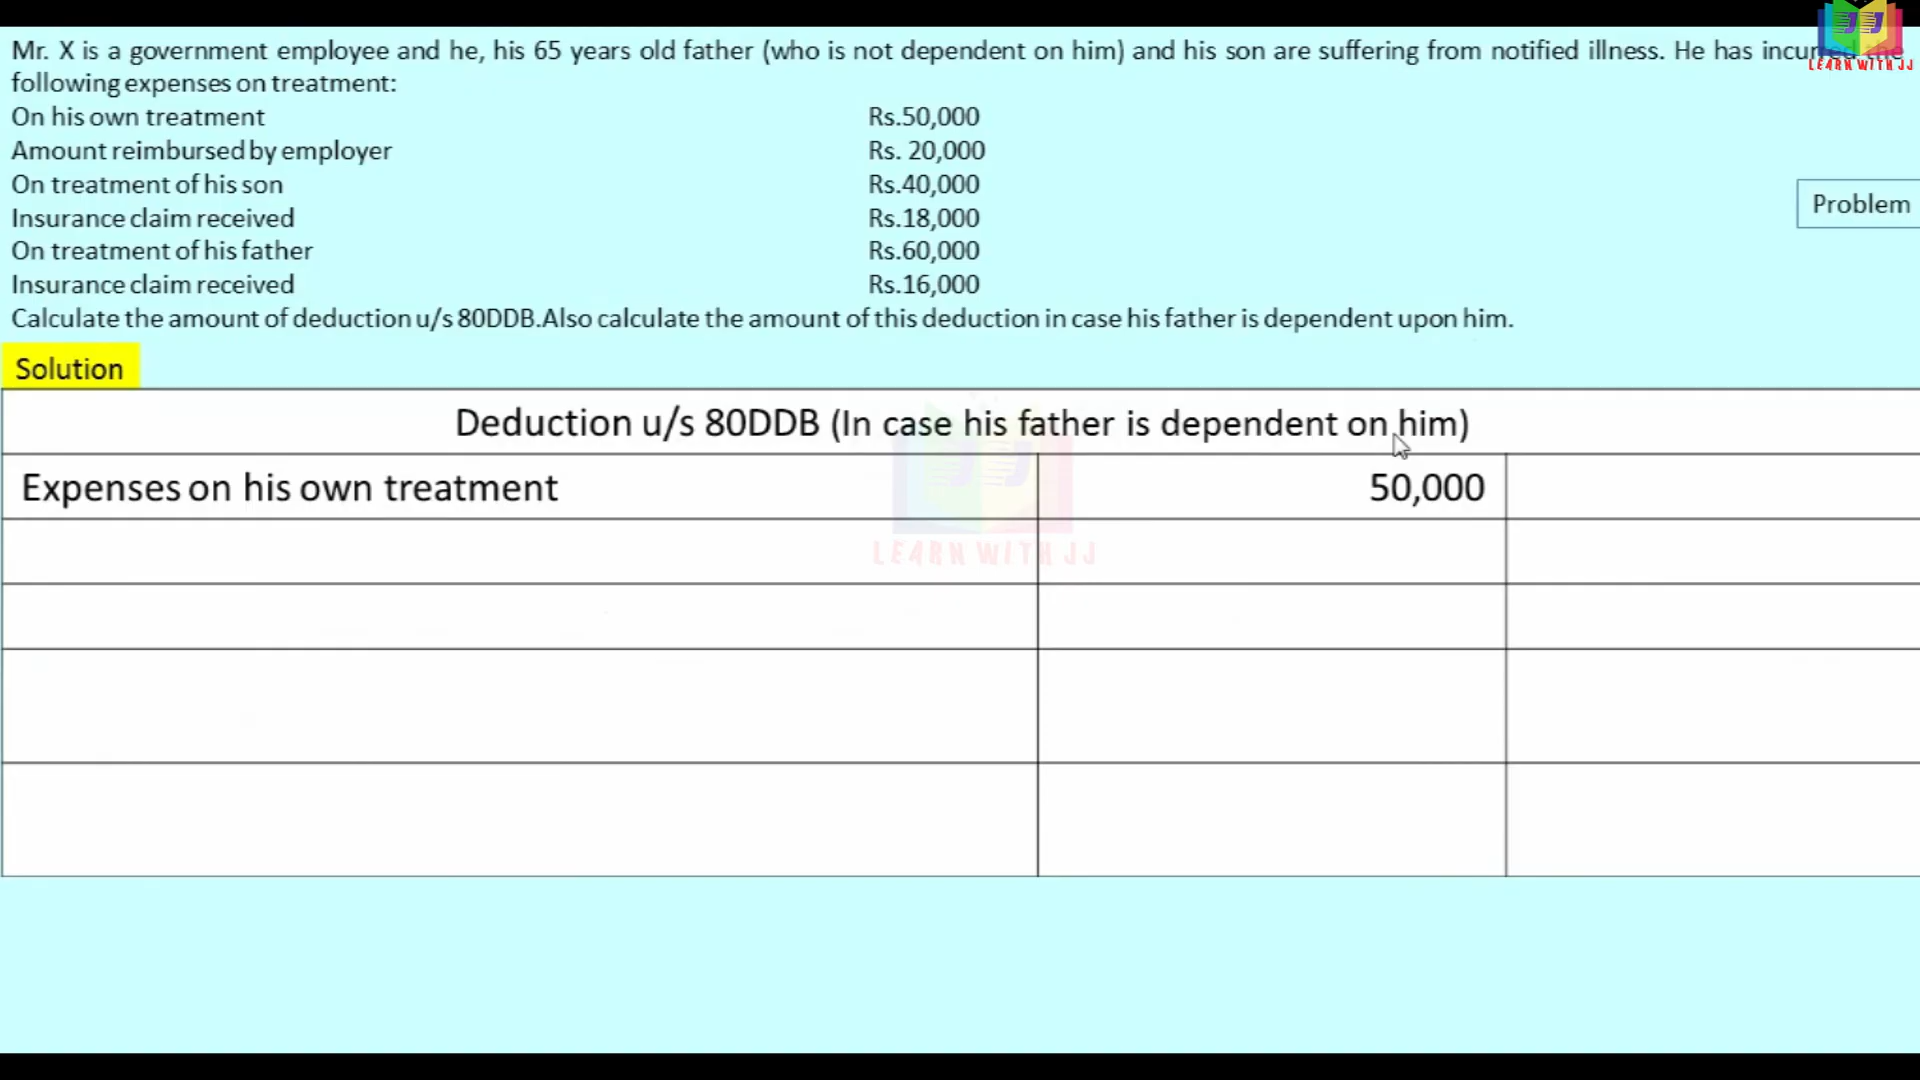 Mr. X is a government employee and he, his 65 years old father (who is not dependent on him) and his son are suffering from notified illness. He has incurred the
LEARN WITH JJ
following expenses on treatment:
On his own treatment Rs.50,000
Amount reimbursed by employer Rs. 20,000
On treatment of his son Rs.40,000
Problem
Insurance claim received Rs.18,000
On treatment of his father Rs.60,000
Insurance claim received Rs.16,000
Calculate the amount of deduction u/s 80DDB.Also calculate the amount of this deduction in case his father is dependent upon him.
Solution
Deduction u/s 80DDB (In case his father is dependent on him)
Expenses on his own treatment 50,000
LEARN WITH JJ